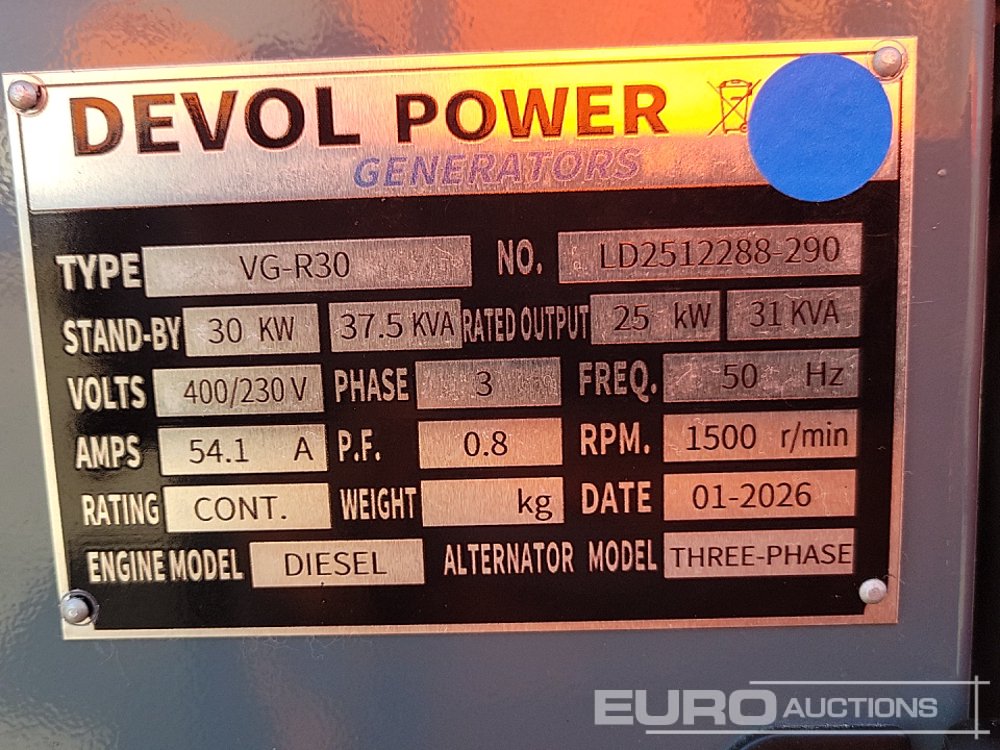 DEVOL POWER
GENERATORS
TYPE VG-R30 NO. LD2512288-290
STAND-BY 30 KW 37.5 KVA RATED OUTPUT 25 kW 31 KVA
VOLTS 400/230 V PHASE 3 FREQ. 50 Hz
AMPS 54.1 A P.F. 0.8 RPM. 1500 r/min
RATING CONT. WEIGHT kg DATE 01-2026
ENGINE MODEL DIESEL ALTERNATOR MODEL THREE-PHASE
EURO AUCTIONS